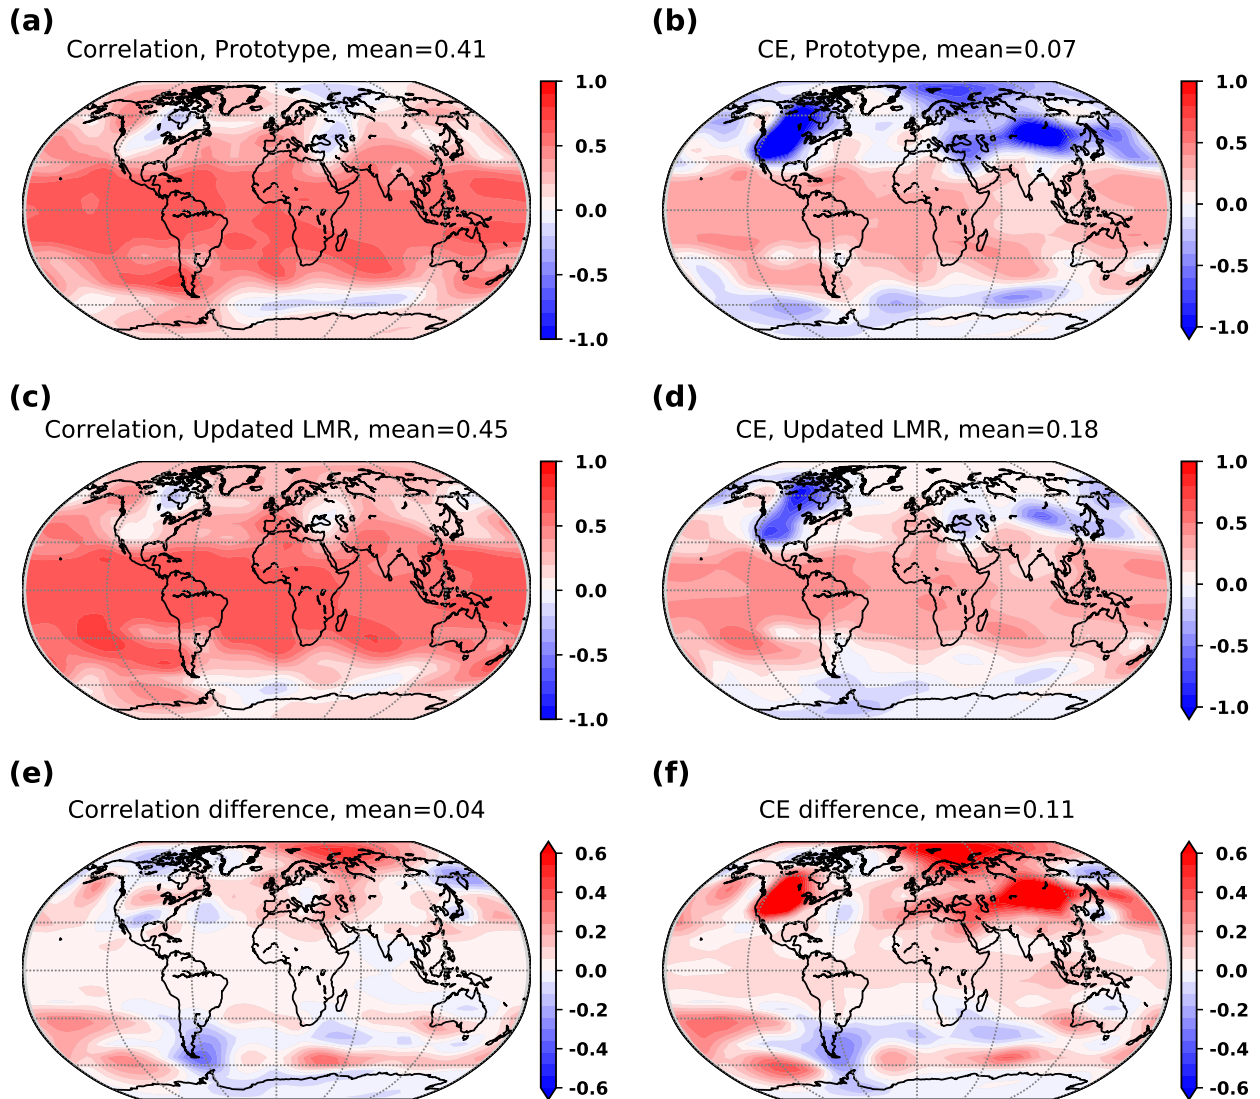 (a)
Correlation, Prototype, mean=0.41
1.0
0.5
0.0
-0.5
-1.0
(b)
CE, Prototype, mean=0.07
1.0
0.5
0.0
-0.5
-1.0
(c)
Correlation, Updated LMR, mean=0.45
1.0
0.5
0.0
-0.5
-1.0
(d)
CE, Updated LMR, mean=0.18
1.0
0.5
0.0
-0.5
-1.0
(e)
Correlation difference, mean=0.04
0.6
0.4
0.2
0.0
-0.2
-0.4
-0.6
(f)
CE difference, mean=0.11
0.6
0.4
0.2
0.0
-0.2
-0.4
-0.6